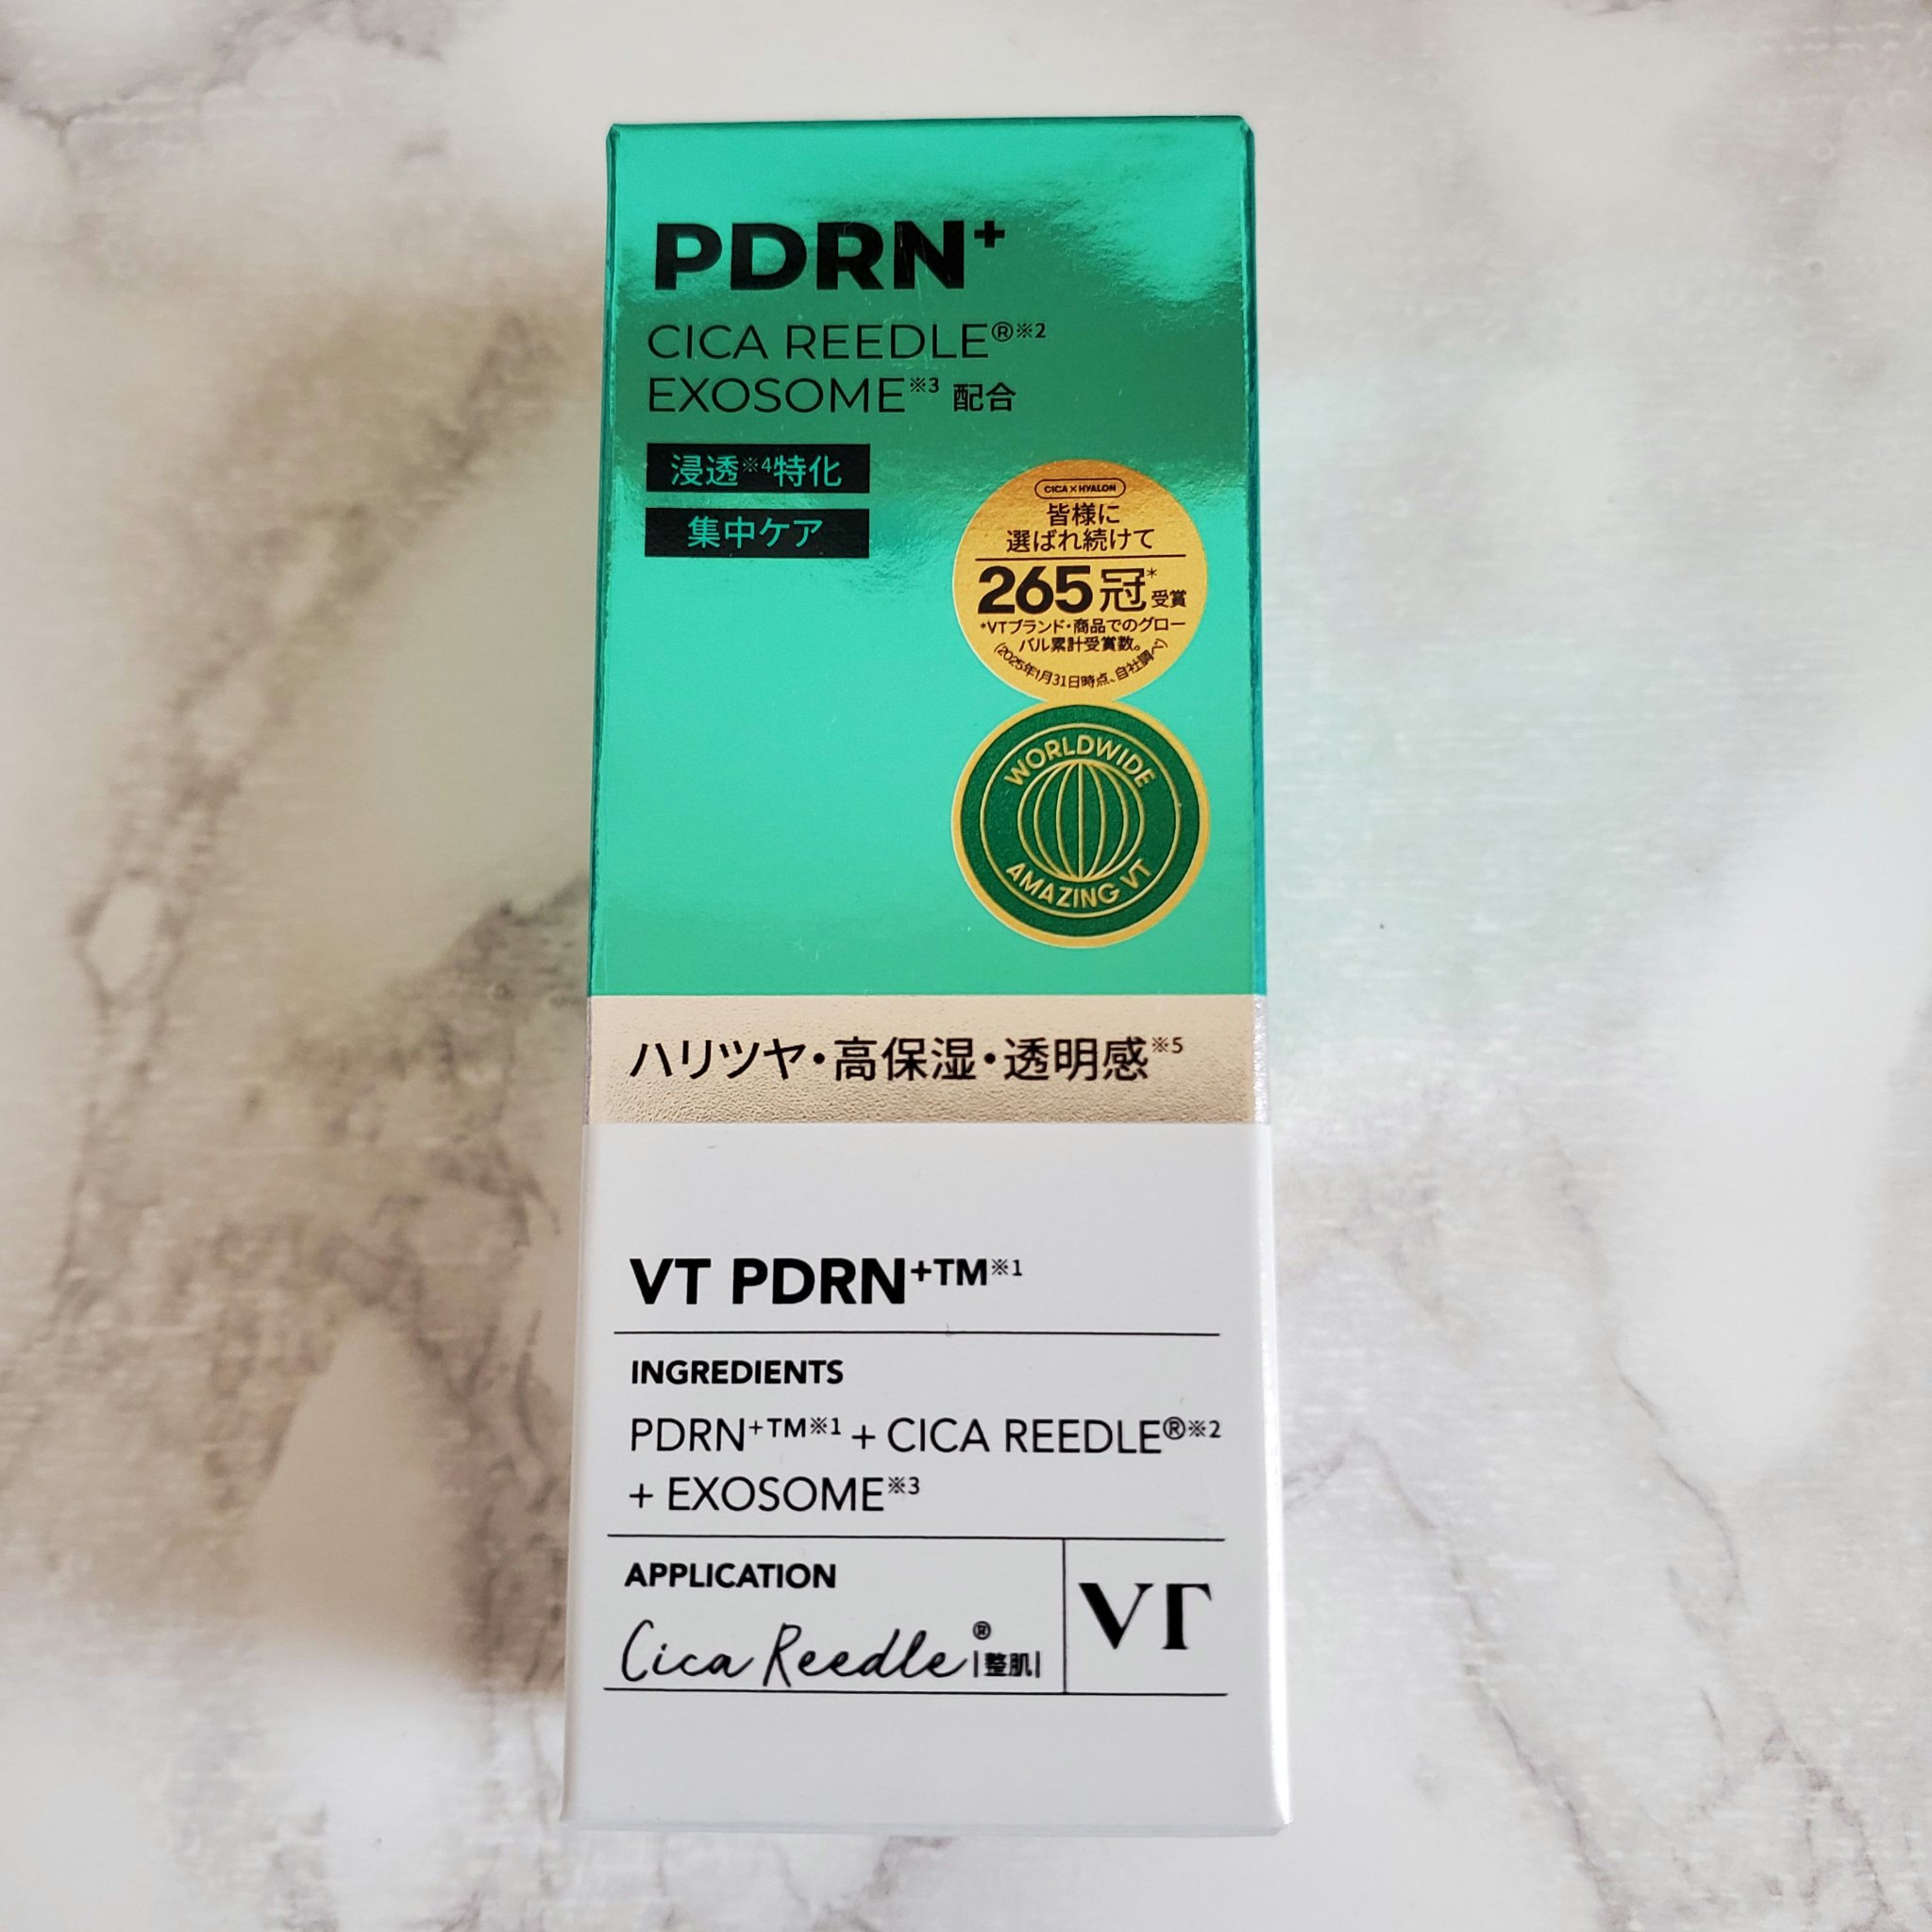 PDRN⁺
CICA REEDLE®※2
EXOSOME※3 配合
浸透※4特化
集中ケア
CICA×HYALON
皆様に
選ばれ続けて
265冠*受賞
*VTブランド・商品でのグロー
バル累計受賞数。
(2025年1月31日時点、自社調べ)
WORLDWIDE
AMAZING VT
ハリツヤ・高保湿・透明感※5
VT PDRN⁺™※1
INGREDIENTS
PDRN⁺™※1 + CICA REEDLE®※2
+ EXOSOME※3
APPLICATION
Cica Reedle® |整肌|
VT